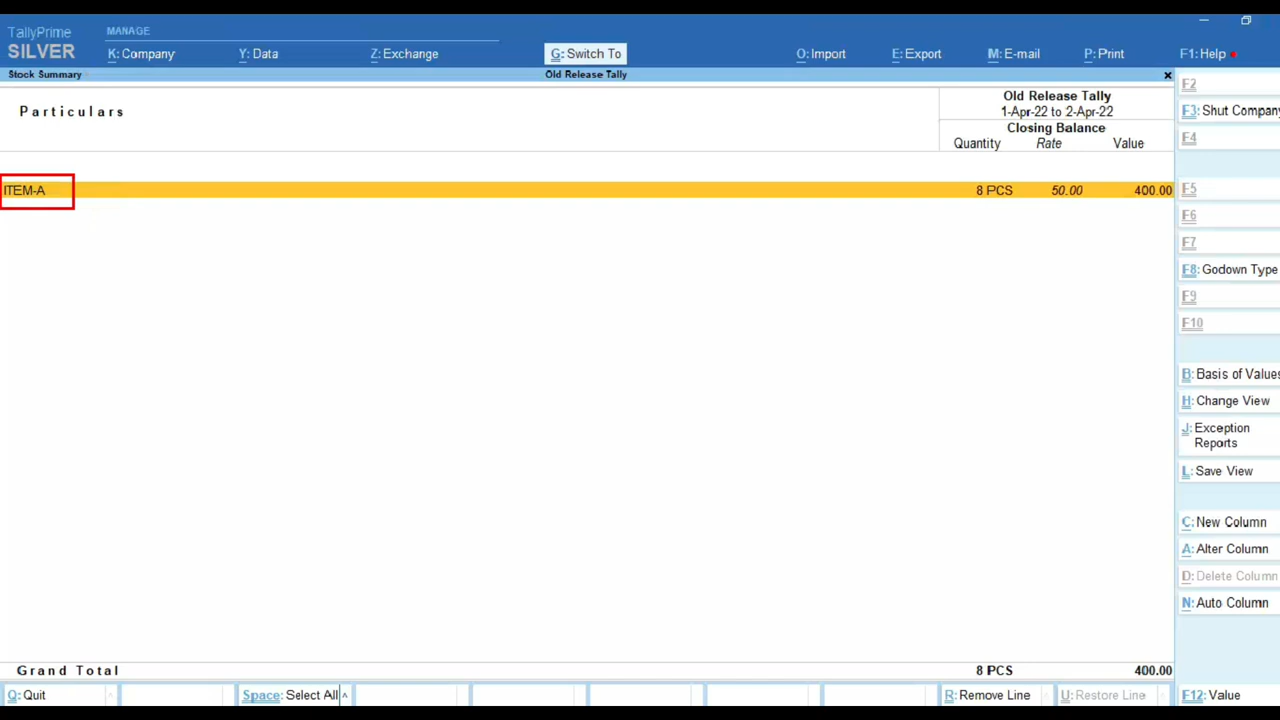 TallyPrime
SILVER
MANAGE
K: Company Y: Data Z: Exchange G: Switch To O: Import E: Export M: E-mail P: Print F1: Help
Stock Summary Old Release Tally x
Particulars
Old Release Tally
1-Apr-22 to 2-Apr-22
Closing Balance
Quantity Rate Value
ITEM-A 8 PCS 50.00 400.00
Grand Total 8 PCS 400.00
F2
F3: Shut Company
F4
F5
F6
F7
F8: Godown Type
F9
F10
B: Basis of Values
H: Change View
J: Exception
Reports
L: Save View
C: New Column
A: Alter Column
D: Delete Column
N: Auto Column
Q: Quit Space: Select All R: Remove Line U: Restore Line F12: Value